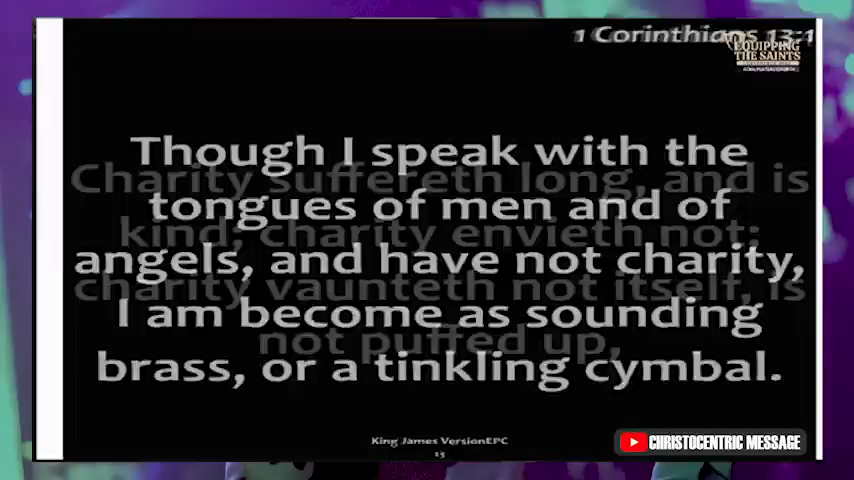 1 Corinthians 13:1
EQUIPPING
THE SAINTS
Though I speak with the
Charity suffereth long, and is
tongues of men and of
kind; charity envieth not;
angels, and have not charity,
charity vaunteth not itself, is
I am become as sounding
not puffed up,
brass, or a tinkling cymbal.
King James VersionEPC
15
CHRISTOCENTRIC MESSAGE